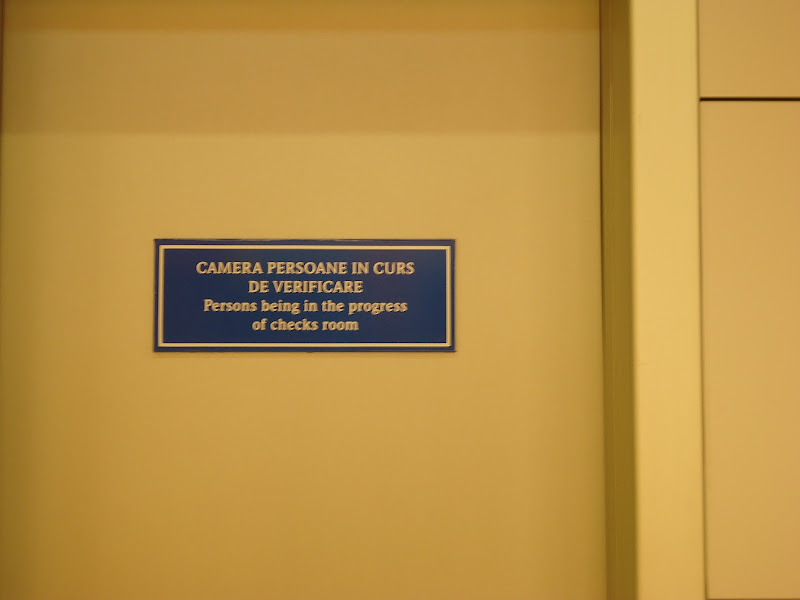 CAMERA PERSOANE IN CURS
DE VERIFICARE
Persons being in the progress
of checks room